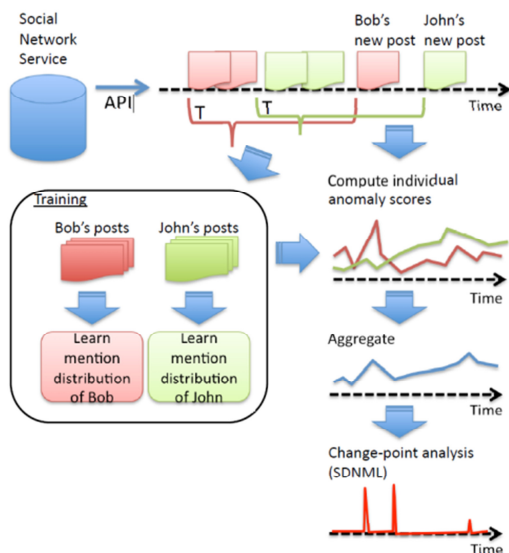 Social
Network
Service
API
Bob's
new post
John's
new post
T
T
Time
Training
Bob's posts
John's posts
Learn
mention
distribution
of Bob
Learn
mention
distribution
of John
Compute individual
anomaly scores
Time
Aggregate
Time
Change-point analysis
(SDNML)
Time